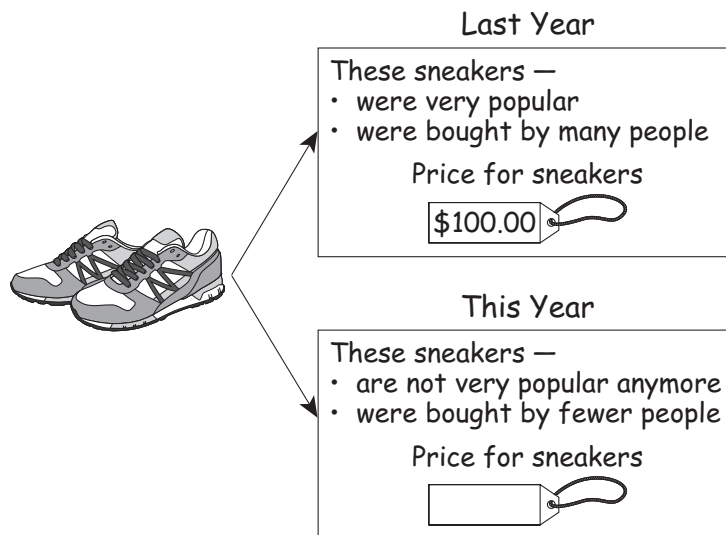 Last Year
These sneakers —
• were very popular
• were bought by many people
Price for sneakers
$100.00
This Year
These sneakers —
• are not very popular anymore
• were bought by fewer people
Price for sneakers